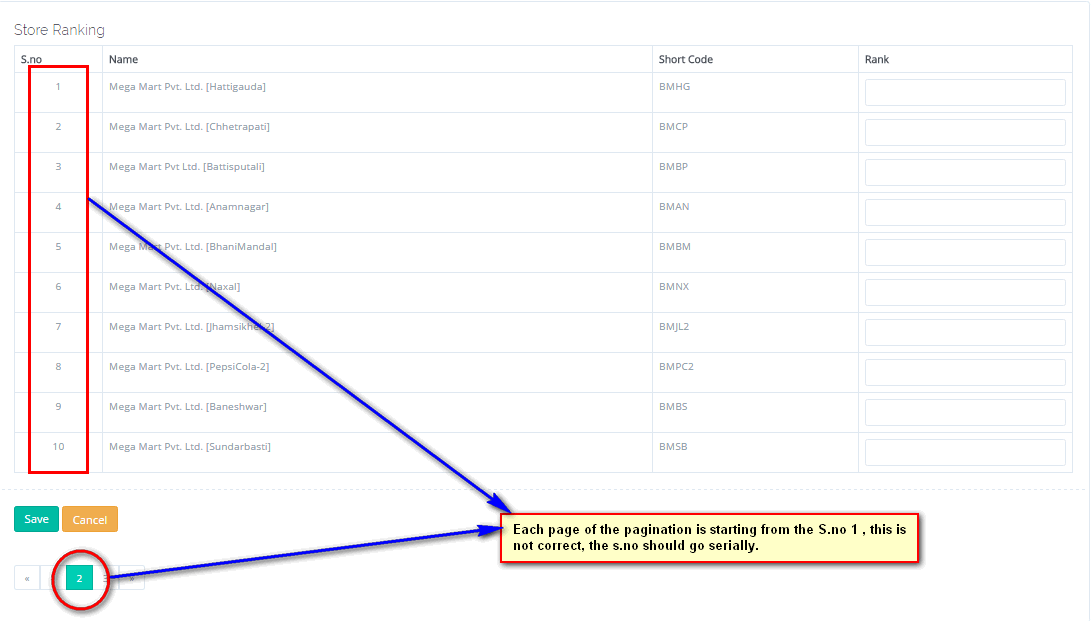 Store Ranking
S.no Name Short Code Rank
1 Mega Mart Pvt. Ltd. [Hattigauda] BMHG
2 Mega Mart Pvt. Ltd. [Chhetrapati] BMCP
3 Mega Mart Pvt Ltd. [Battisputali] BMBP
4 Mega Mart Pvt. Ltd. [Anamnagar] BMAN
5 Mega Mart Pvt. Ltd. [BhaniMandal] BMBM
6 Mega Mart Pvt. Ltd. [Naxal] BMNX
7 Mega Mart Pvt. Ltd. [Jhamsikhel-2] BMJL2
8 Mega Mart Pvt. Ltd. [PepsiCola-2] BMPC2
9 Mega Mart Pvt. Ltd. [Baneshwar] BMBS
10 Mega Mart Pvt. Ltd. [Sundarbasti] BMSB
Save Cancel
Each page of the pagination is starting from the S.no 1 , this is
not correct, the s.no should go serially.
« 2 3 »